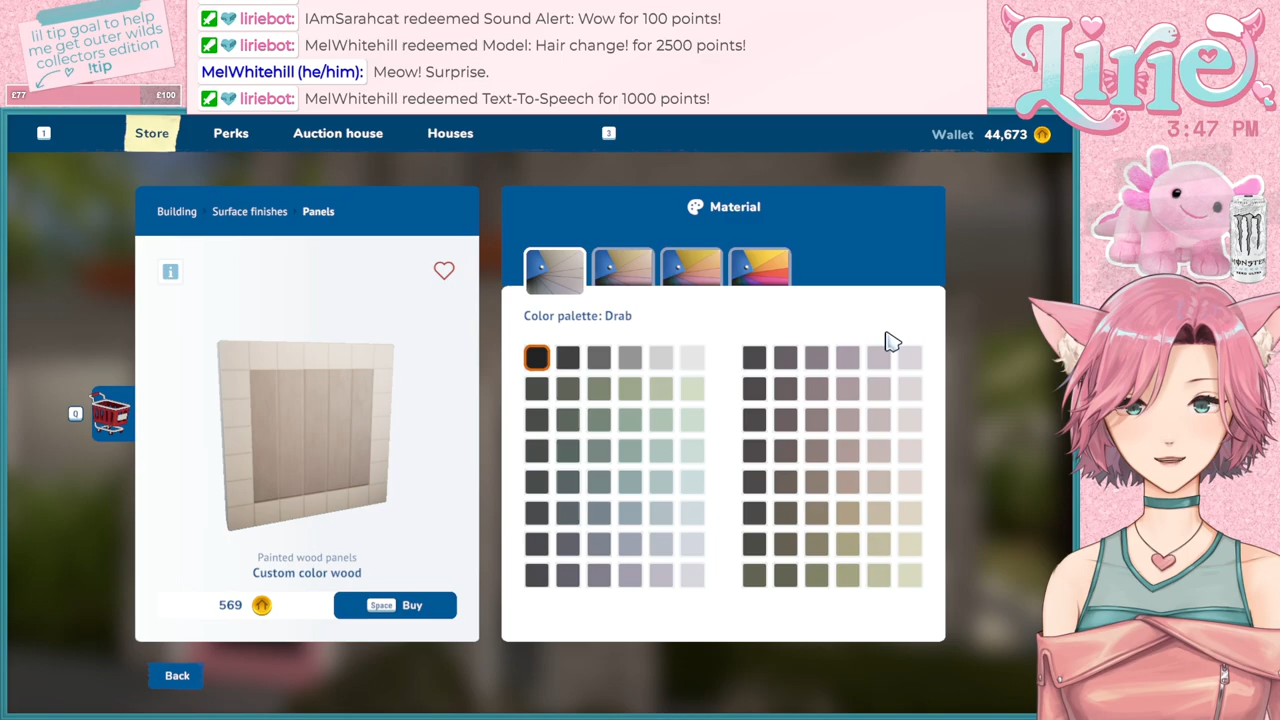 lil tip goal to help
me get outer wilds
collectors edition
!tip
£77 £100
liriebot: IAmSarahcat redeemed Sound Alert: Wow for 100 points!
liriebot: MelWhitehill redeemed Model: Hair change! for 2500 points!
MelWhitehill (he/him): Meow! Surprise.
liriebot: MelWhitehill redeemed Text-To-Speech for 1000 points!
Lirie
3:47 PM
1 Store Perks Auction house Houses 3 Wallet 44,673
Building Surface finishes Panels
Material
Color palette: Drab
Q
Painted wood panels
Custom color wood
569 Space Buy
Back
MONSTER